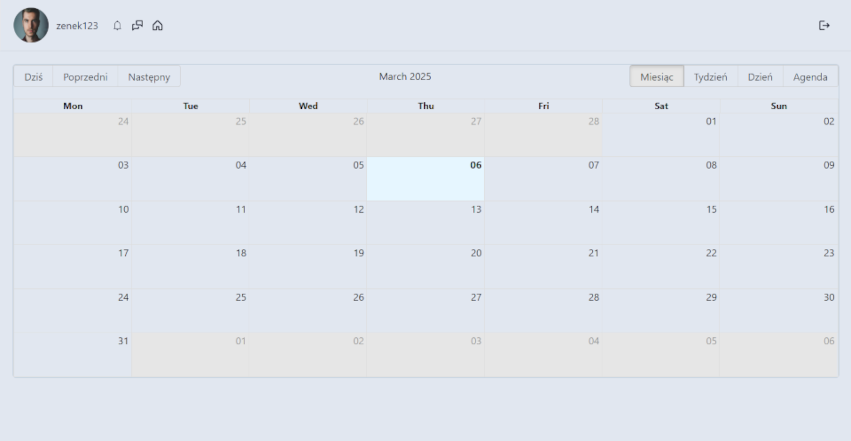 zenek123
Dziś Poprzedni Następny March 2025 Miesiąc Tydzień Dzień Agenda
Mon Tue Wed Thu Fri Sat Sun
24 25 26 27 28 01 02
03 04 05 06 07 08 09
10 11 12 13 14 15 16
17 18 19 20 21 22 23
24 25 26 27 28 29 30
31 01 02 03 04 05 06